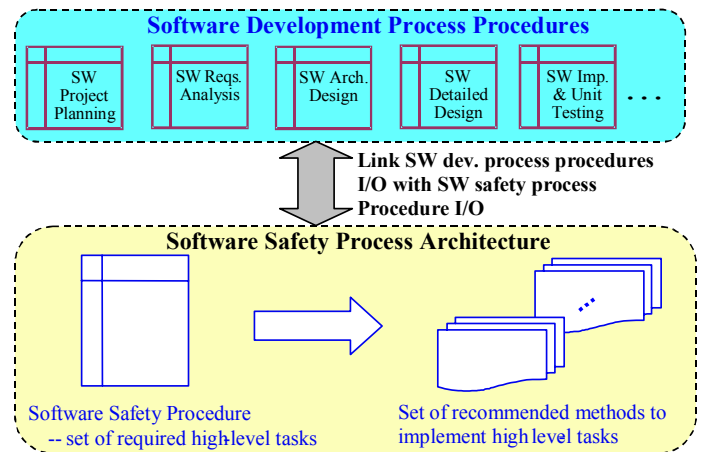 Software Development Process Procedures
SW
Project
Planning
SW Reqs.
Analysis
SW Arch.
Design
SW
Detailed
Design
SW Imp.
& Unit
Testing
. . .
Link SW dev. process procedures
I/O with SW safety process
Procedure I/O
Software Safety Process Architecture
...
Software Safety Procedure
-- set of required high-level tasks
Set of recommended methods to
implement high level tasks